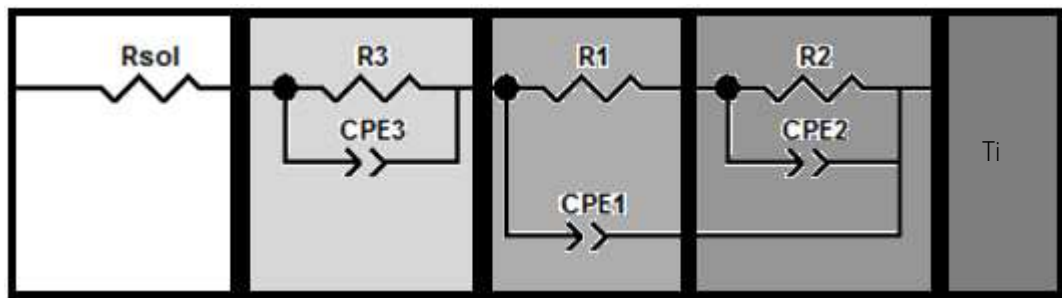 Rsol
R3
R1
R2
CPE3
CPE2
Ti
CPE1